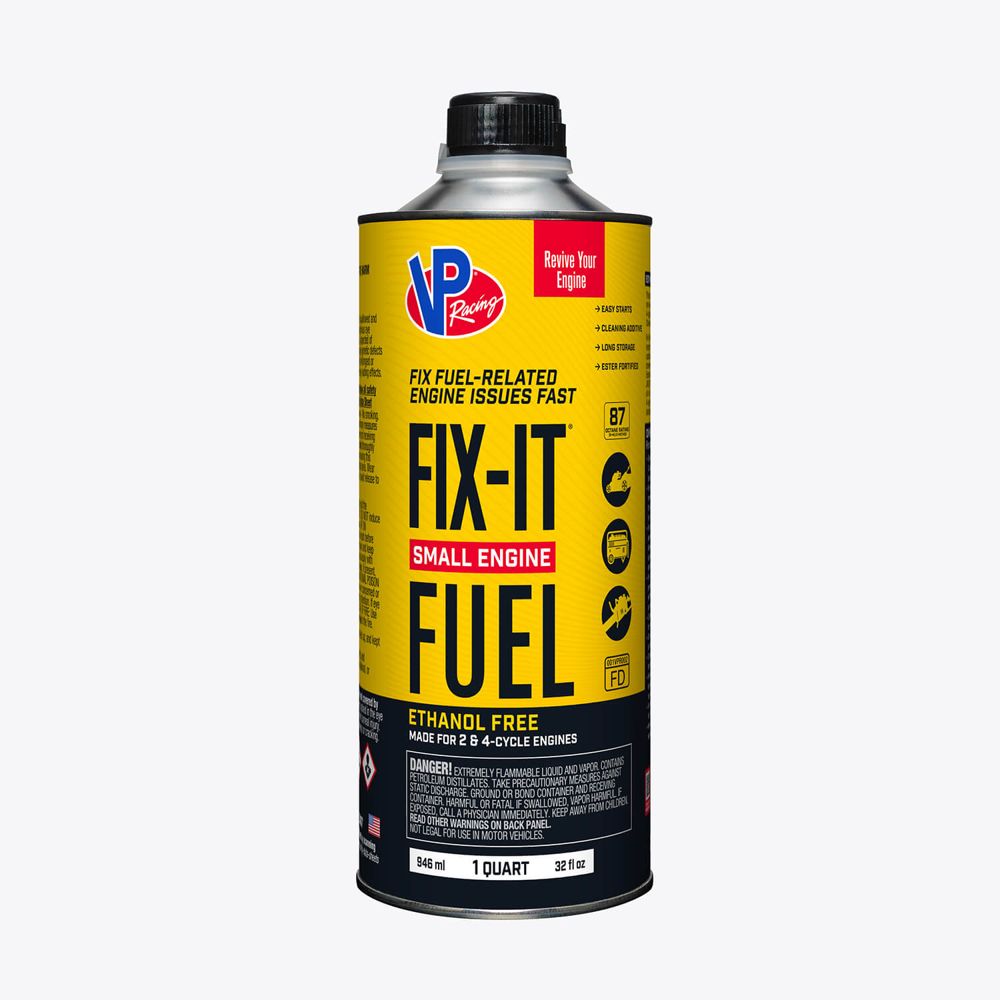 VP
Racing
Revive Your
Engine
→ EASY STARTS
→ CLEANING ADDITIVE
→ LONG STORAGE
→ ESTER FORTIFIED
FIX FUEL-RELATED
ENGINE ISSUES FAST
87
OCTANE RATING
FIX-IT®
SMALL ENGINE
FUEL
001VPR002
FD
ETHANOL FREE
MADE FOR 2 & 4-CYCLE ENGINES
DANGER! EXTREMELY FLAMMABLE LIQUID AND VAPOR. CONTAINS
PETROLEUM DISTILLATES. TAKE PRECAUTIONARY MEASURES AGAINST
STATIC DISCHARGE. GROUND OR BOND CONTAINER AND RECEIVING
CONTAINER. HARMFUL OR FATAL IF SWALLOWED, VAPOR HARMFUL. IF
EXPOSED, CALL A PHYSICIAN IMMEDIATELY. KEEP AWAY FROM CHILDREN.
READ OTHER WARNINGS ON BACK PANEL.
NOT LEGAL FOR USE IN MOTOR VEHICLES.
946 ml 1 QUART 32 fl oz